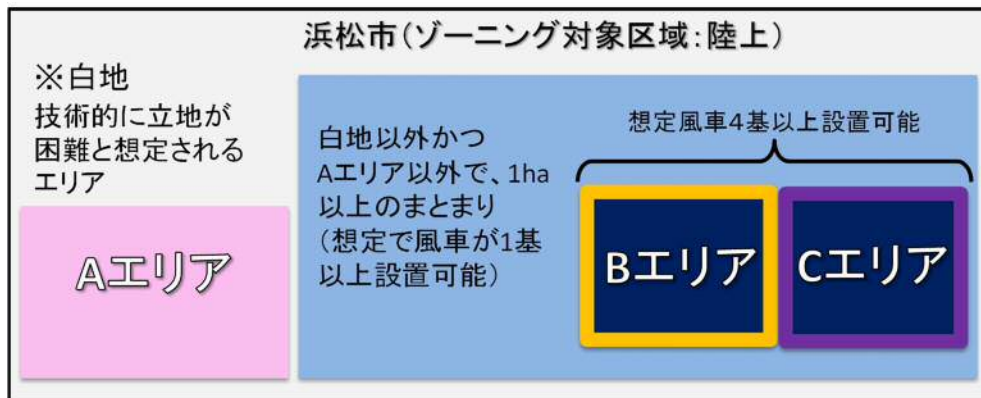 浜松市(ゾーニング対象区域:陸上)
※白地
技術的に立地が
困難と想定される
エリア
Aエリア
白地以外かつ
Aエリア以外で、1ha
以上のまとまり
(想定で風車が1基
以上設置可能)
想定風車4基以上設置可能
Bエリア
Cエリア